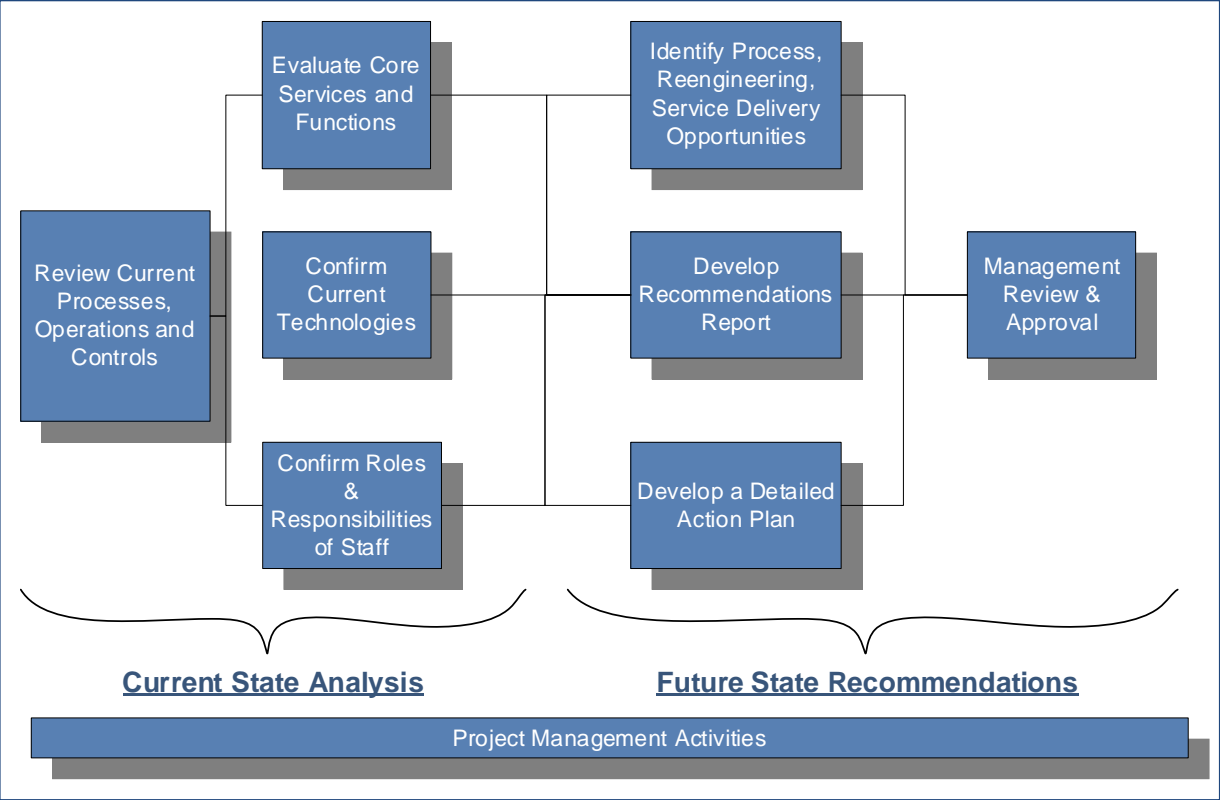 Evaluate Core
Services and
Functions
Identify Process,
Reengineering,
Service Delivery
Opportunities
Review Current
Processes,
Operations and
Controls
Confirm
Current
Technologies
Develop
Recommendations
Report
Management
Review &
Approval
Confirm Roles
&
Responsibilities
of Staff
Develop a Detailed
Action Plan
Current State Analysis
Future State Recommendations
Project Management Activities